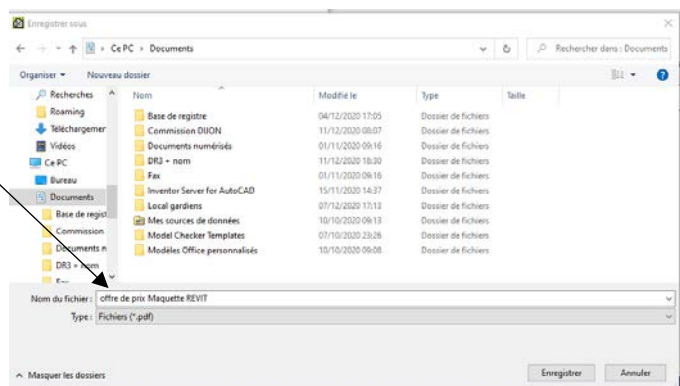 Enregistrer sous
Ce PC > Documents
Rechercher dans : Documents
Organiser
Nouveau dossier
Nom Modifié le Type Taille
Recherches
Roaming
Téléchargemer
Vidéos
Ce PC
Bureau
Documents
Base de regist
Commission
Documents n
DR3 + nom
Fax
Base de registre 04/12/2020 17:05 Dossier de fichiers
Commission DIJON 11/12/2020 08:07 Dossier de fichiers
Documents numérisés 01/11/2020 09:16 Dossier de fichiers
DR3 + nom 11/12/2020 18:30 Dossier de fichiers
Fax 01/11/2020 09:16 Dossier de fichiers
Inventor Server for AutoCAD 15/11/2020 14:37 Dossier de fichiers
Local gardiens 07/12/2020 17:13 Dossier de fichiers
Mes sources de données 10/10/2020 09:13 Dossier de fichiers
Model Checker Templates 07/10/2020 23:26 Dossier de fichiers
Modèles Office personnalisés 10/10/2020 09:08 Dossier de fichiers
Nom du fichier : offre de prix Maquette REVIT
Type : Fichiers (*.pdf)
Masquer les dossiers
Enregistrer
Annuler